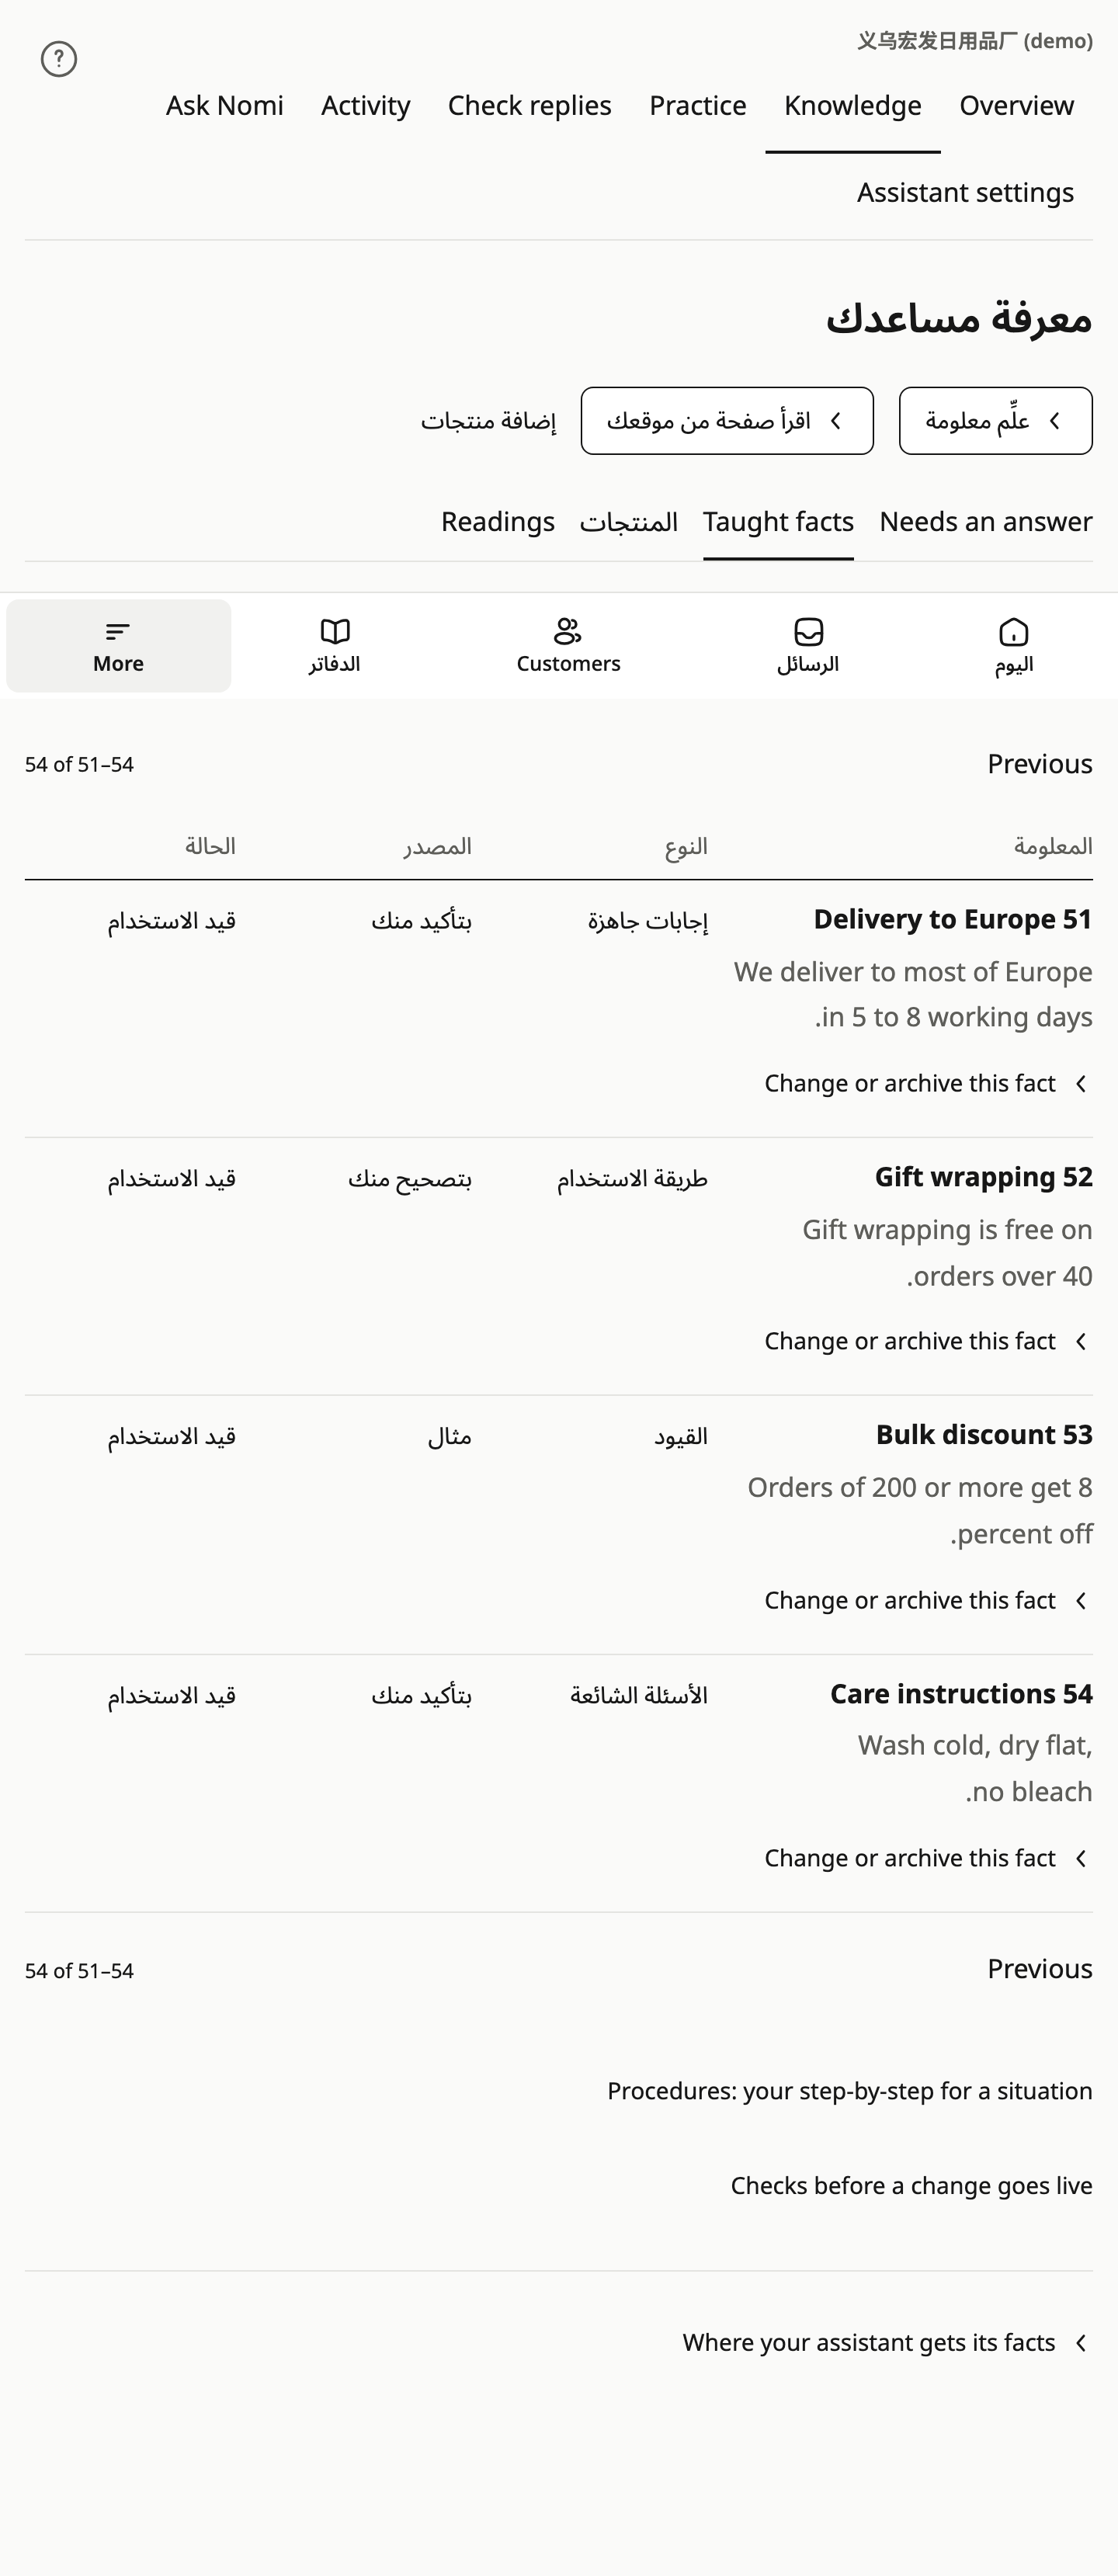 义乌宏发日用品厂 (demo)
?
Overview Knowledge Practice Check replies Activity Ask Nomi
Assistant settings
معرفة مساعدك
علِّم معلومة اقرأ صفحة من موقعك إضافة منتجات
Needs an answer Taught facts المنتجات Readings
اليوم الرسائل Customers الدفاتر More
Previous 54 of 51–54
المعلومة النوع المصدر الحالة
Delivery to Europe 51 إجابات جاهزة بتأكيد منك قيد الاستخدام
We deliver to most of Europe
in 5 to 8 working days.
Change or archive this fact
Gift wrapping 52 طريقة الاستخدام بتصحيح منك قيد الاستخدام
Gift wrapping is free on
orders over 40.
Change or archive this fact
Bulk discount 53 القيود مثال قيد الاستخدام
Orders of 200 or more get 8
percent off.
Change or archive this fact
Care instructions 54 الأسئلة الشائعة بتأكيد منك قيد الاستخدام
Wash cold, dry flat,
no bleach.
Change or archive this fact
Previous 54 of 51–54
Procedures: your step-by-step for a situation
Checks before a change goes live
Where your assistant gets its facts